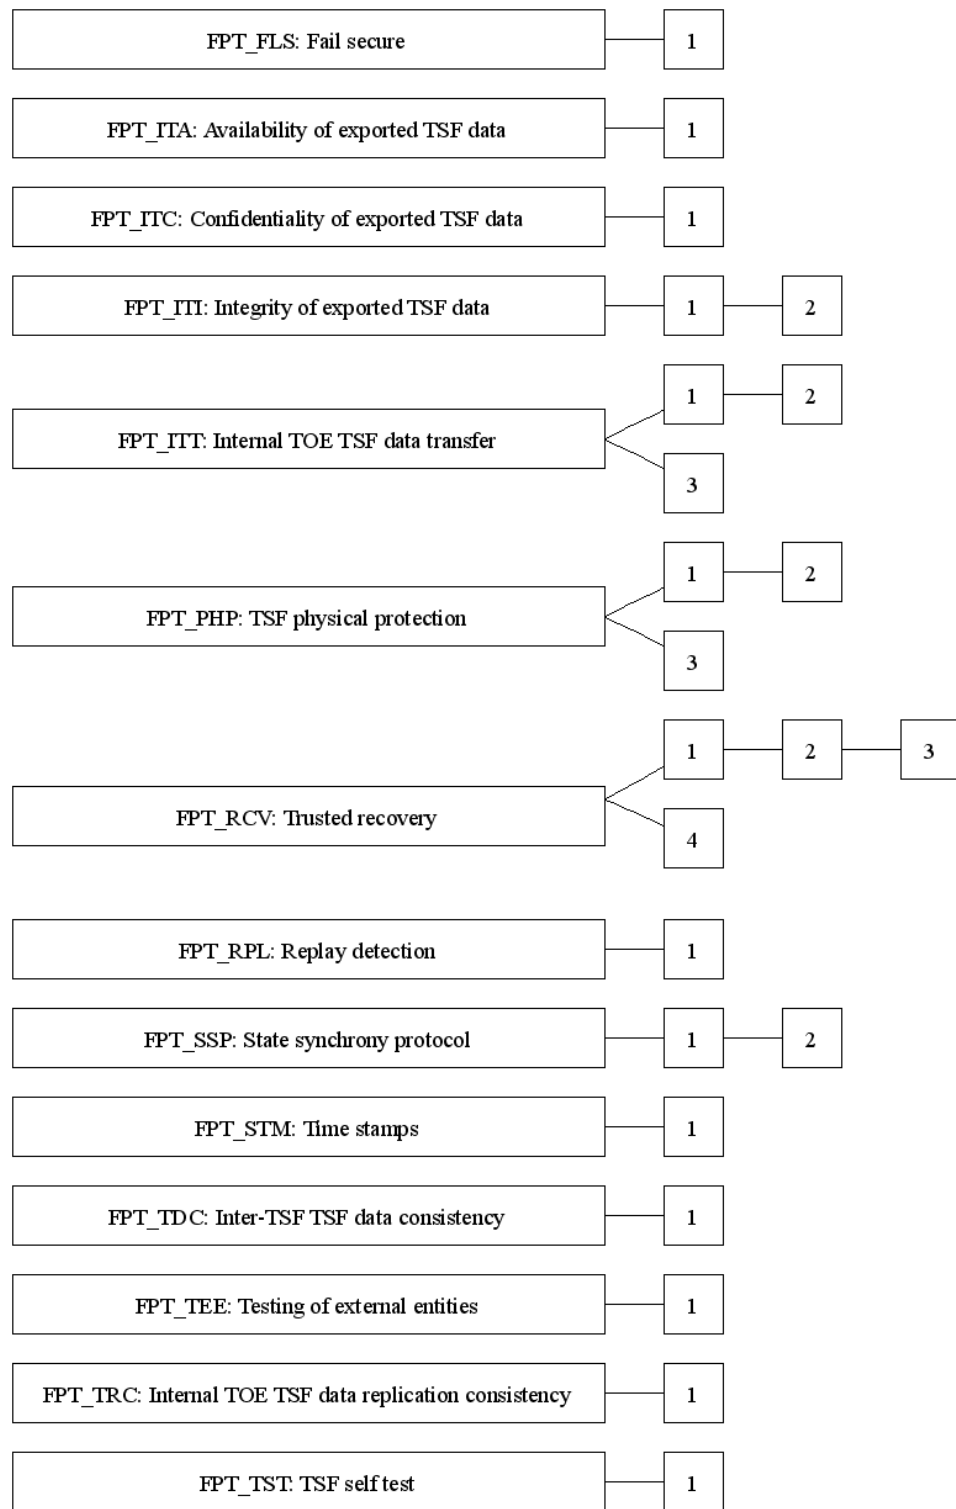 FPT_FLS: Fail secure 1
FPT_ITA: Availability of exported TSF data 1
FPT_ITC: Confidentiality of exported TSF data 1
FPT_ITI: Integrity of exported TSF data 1 2
1 2
FPT_ITT: Internal TOE TSF data transfer
3
1 2
FPT_PHP: TSF physical protection
3
1 2 3
FPT_RCV: Trusted recovery
4
FPT_RPL: Replay detection 1
FPT_SSP: State synchrony protocol 1 2
FPT_STM: Time stamps 1
FPT_TDC: Inter-TSF TSF data consistency 1
FPT_TEE: Testing of external entities 1
FPT_TRC: Internal TOE TSF data replication consistency 1
FPT_TST: TSF self test 1